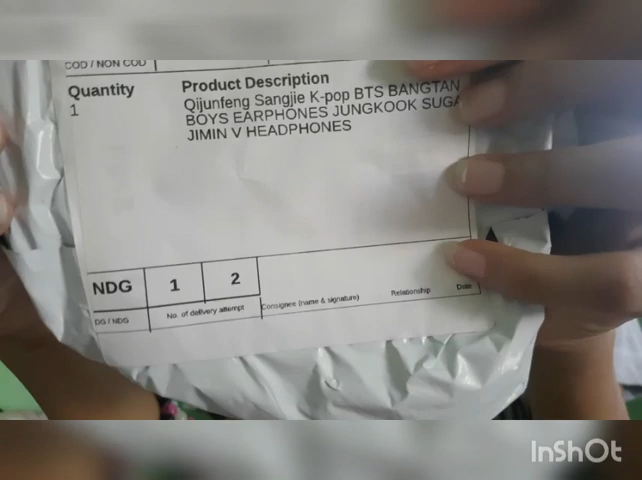 COD / NON COD
Quantity Product Description
1 Qijunfeng Sangjie K-pop BTS BANGTAN
BOYS EARPHONES JUNGKOOK SUGA
JIMIN V HEADPHONES
NDG 1 2
DG / NDG No. of delivery attempt Consignee (name & signature) Relationship Date
InShOt